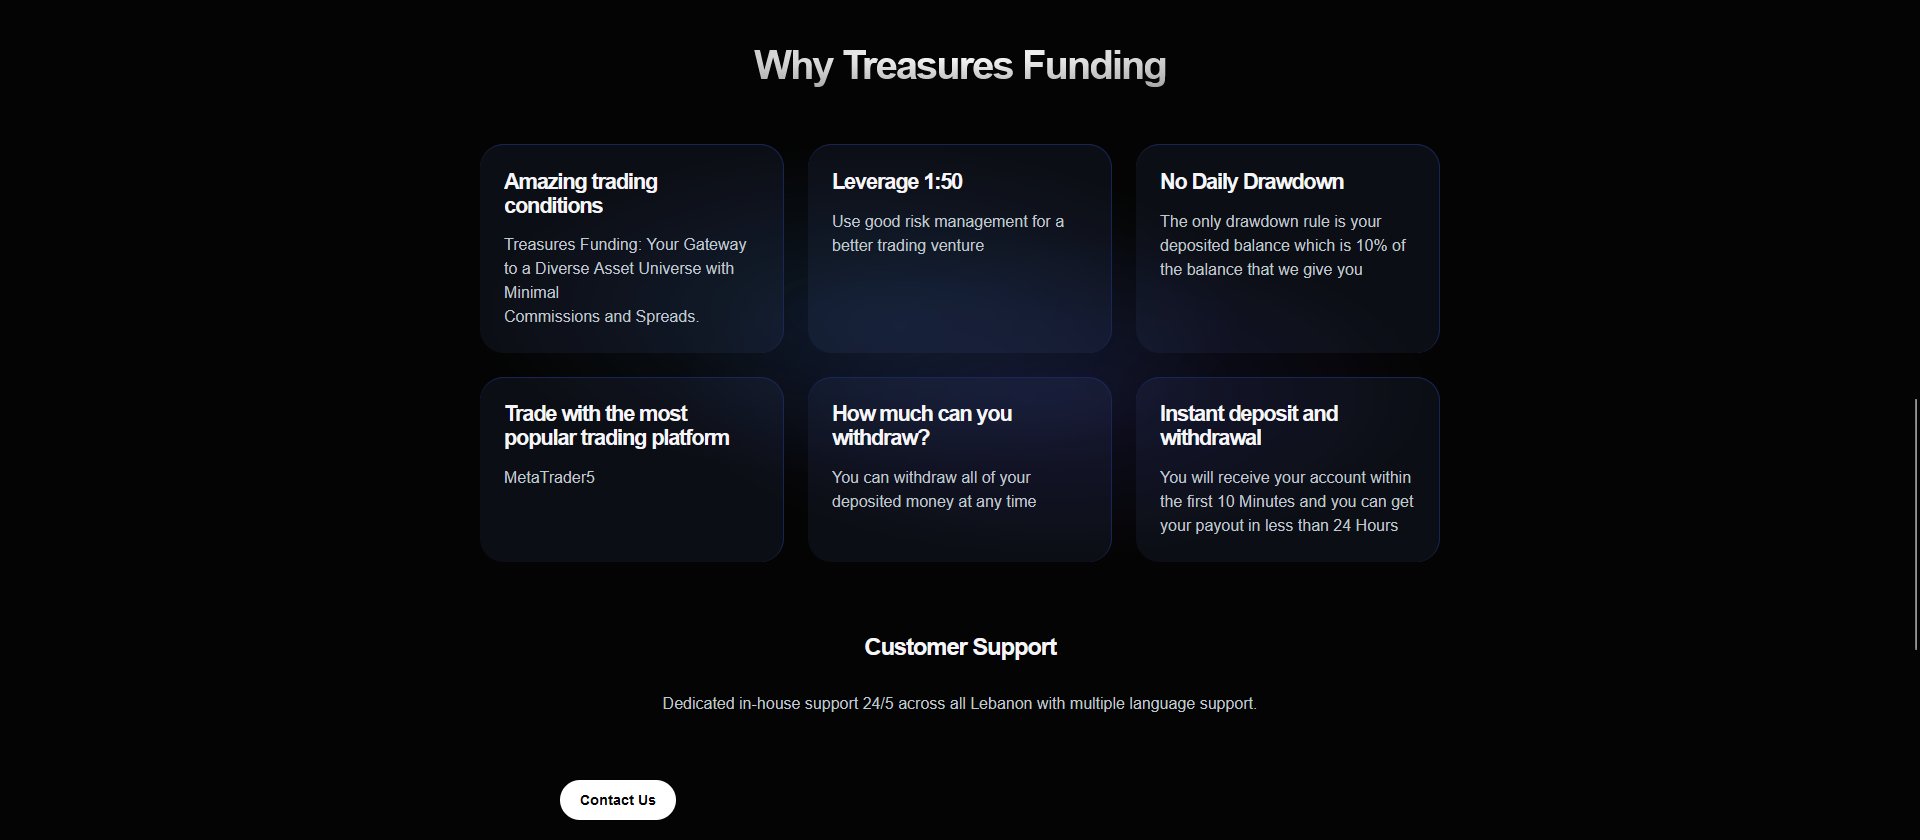 Why Treasures Funding
Amazing trading
conditions
Treasures Funding: Your Gateway
to a Diverse Asset Universe with
Minimal
Commissions and Spreads.
Leverage 1:50
Use good risk management for a
better trading venture
No Daily Drawdown
The only drawdown rule is your
deposited balance which is 10% of
the balance that we give you
Trade with the most
popular trading platform
MetaTrader5
How much can you
withdraw?
You can withdraw all of your
deposited money at any time
Instant deposit and
withdrawal
You will receive your account within
the first 10 Minutes and you can get
your payout in less than 24 Hours
Customer Support
Dedicated in-house support 24/5 across all Lebanon with multiple language support.
Contact Us